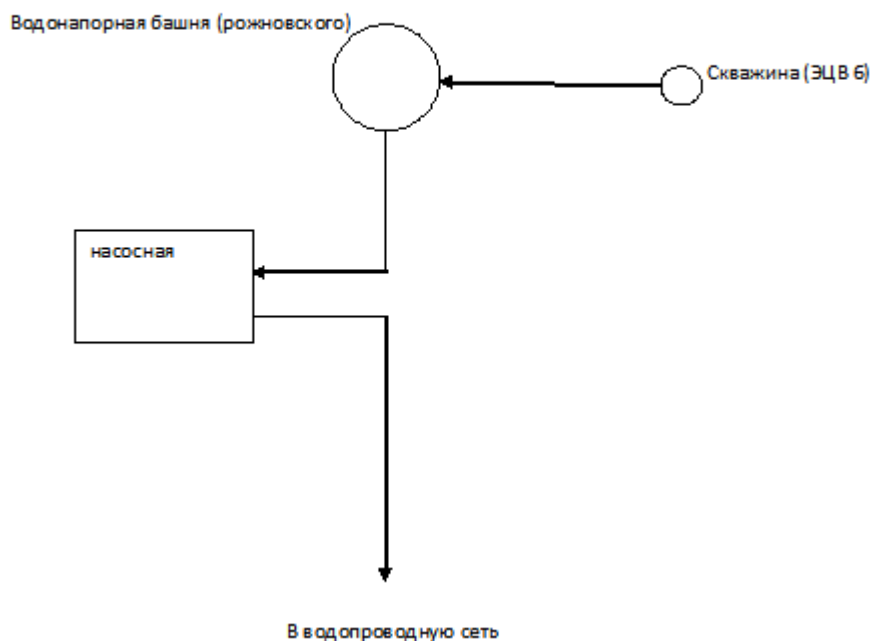 Водонапорная башня (рожновского)
Скважина (ЭЦВ 6)
насосная
В водопроводную сеть